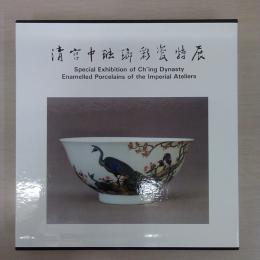 清宮中琺瑯彩瓷特展
Special Exhibition of Ch'ing Dynasty
Enamelled Porcelains of the Imperial Ateliers